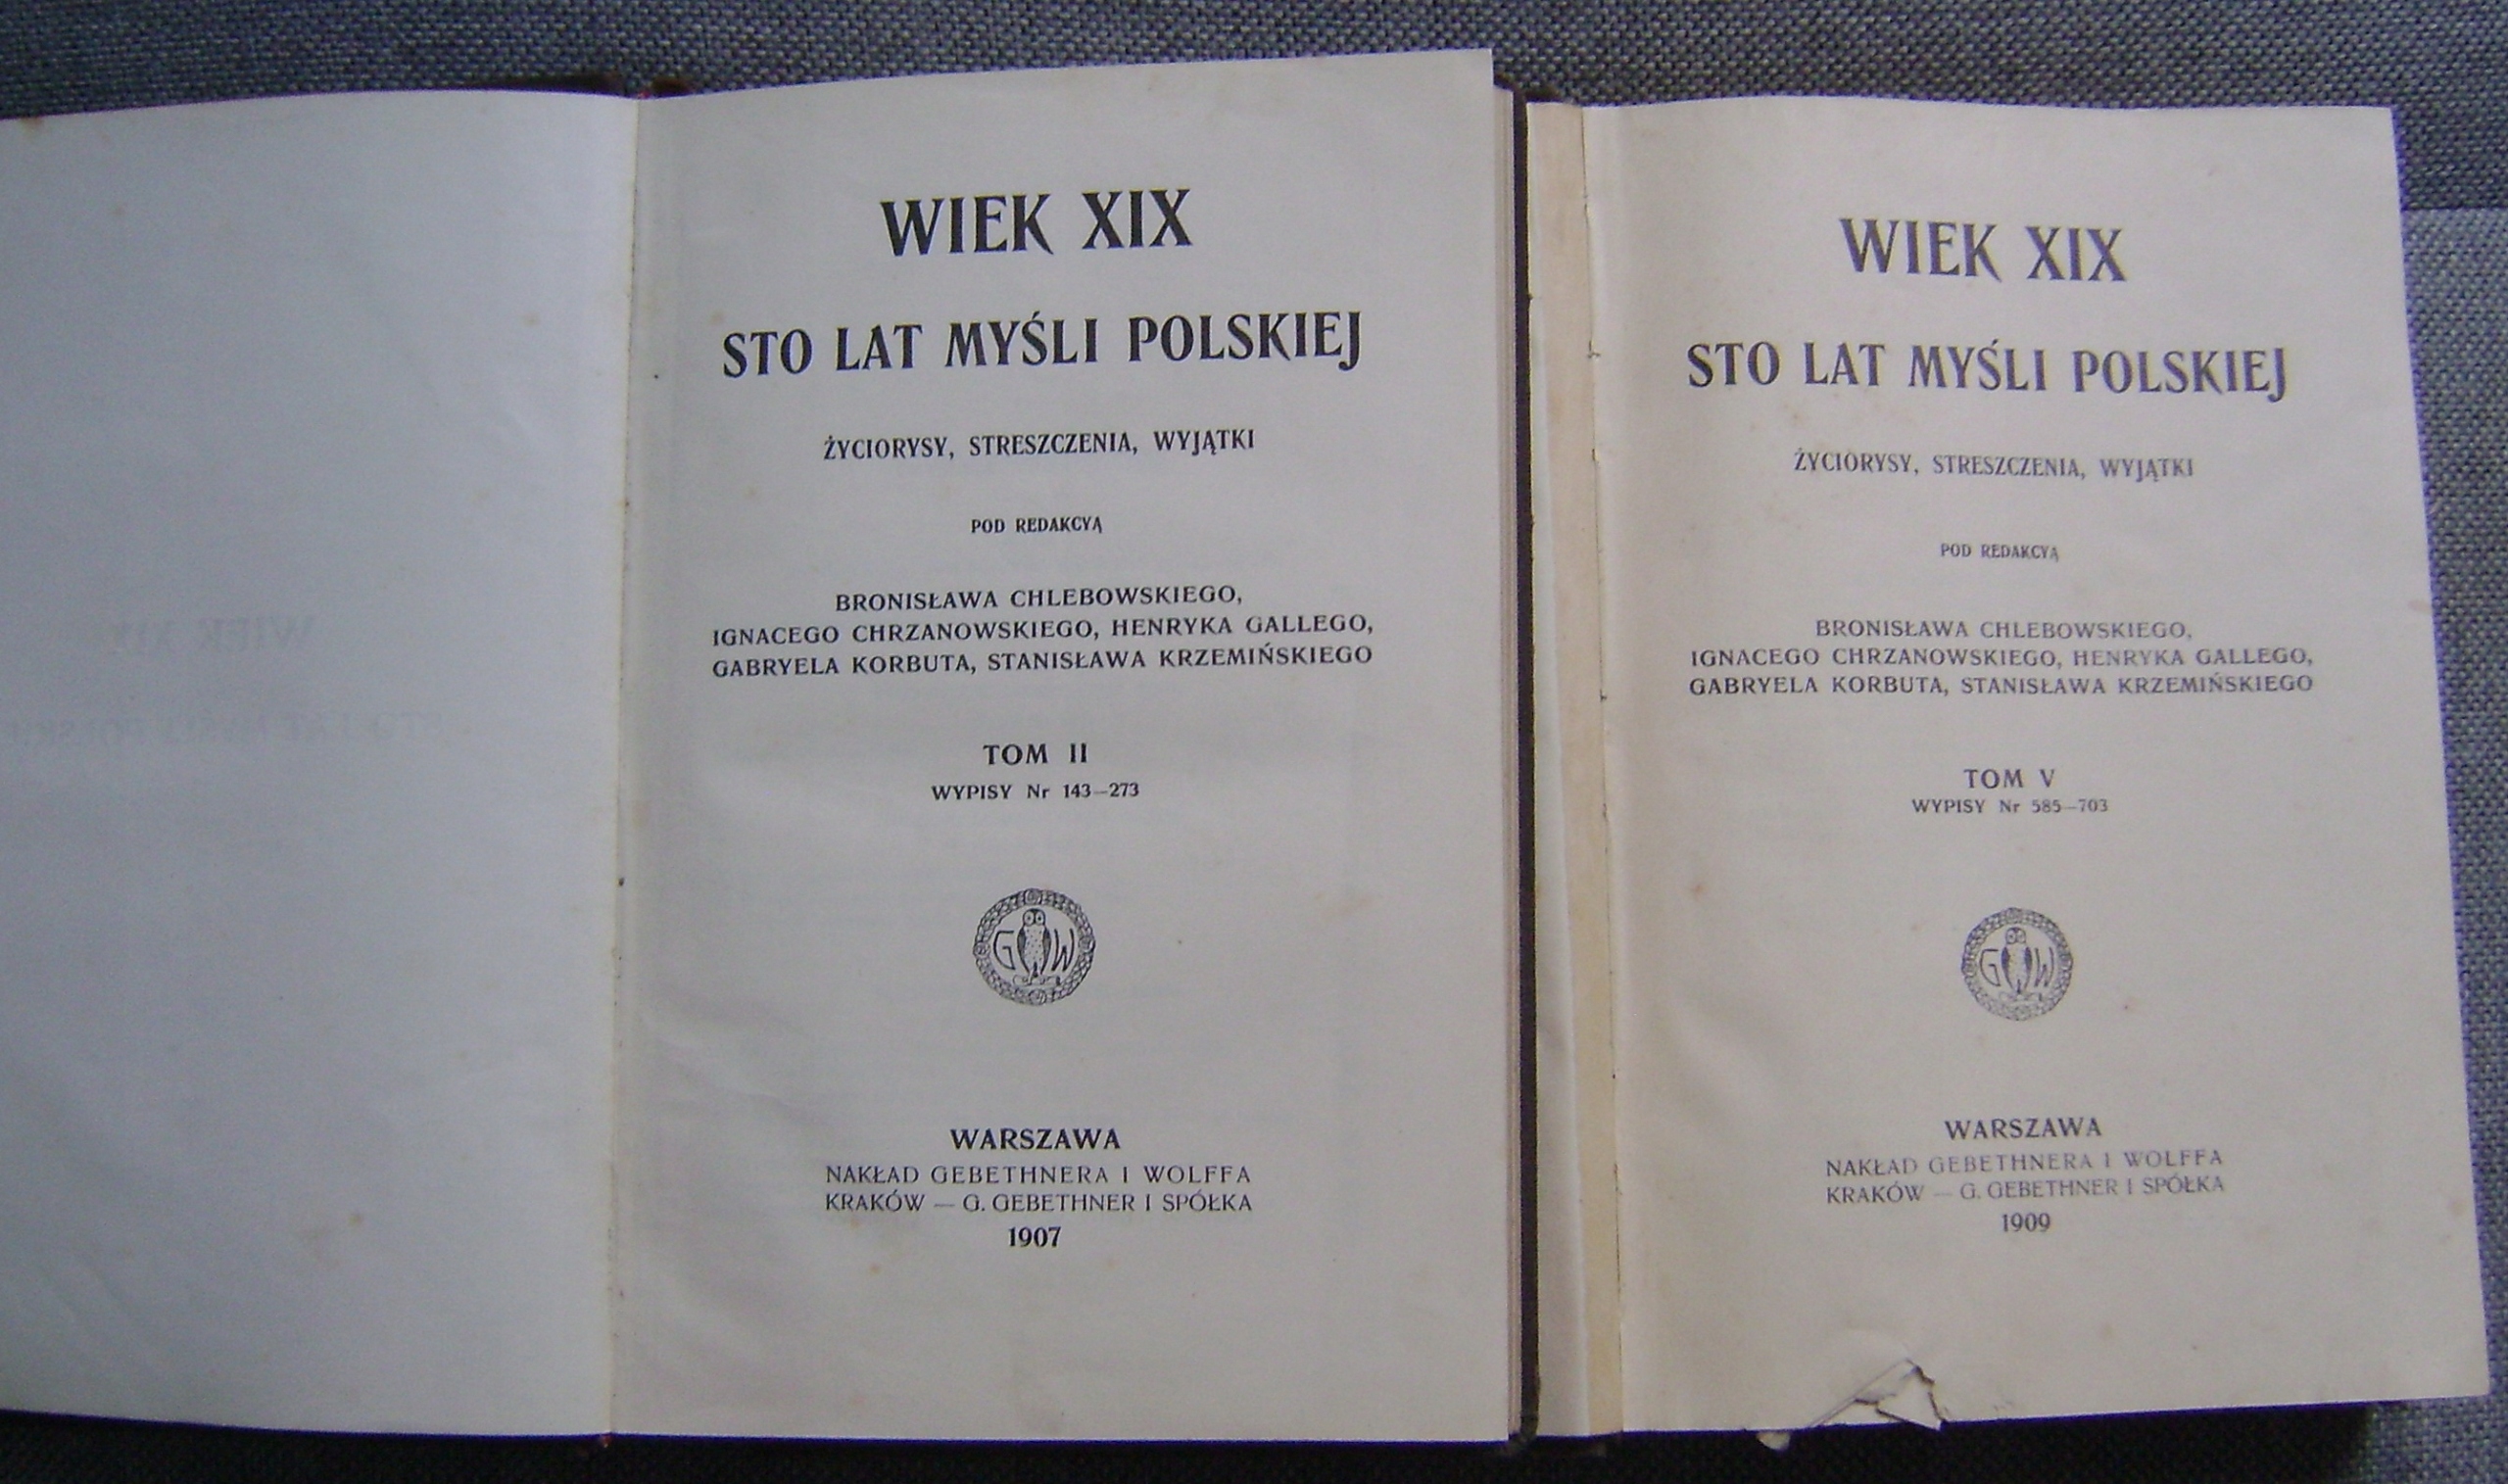 WIEK XIX
STO LAT MYŚLI POLSKIEJ
ŻYCIORYSY, STRESZCZENIA, WYJĄTKI
POD REDAKCYĄ
BRONISŁAWA CHLEBOWSKIEGO,
IGNACEGO CHRZANOWSKIEGO, HENRYKA GALLEGO,
GABRYELA KORBUTA, STANISŁAWA KRZEMIŃSKIEGO
TOM II
WYPISY Nr 143–273
G W
WARSZAWA
NAKŁAD GEBETHNERA I WOLFFA
KRAKÓW — G. GEBETHNER I SPÓŁKA
1907
WIEK XIX
STO LAT MYŚLI POLSKIEJ
ŻYCIORYSY, STRESZCZENIA, WYJĄTKI
POD REDAKCYĄ
BRONISŁAWA CHLEBOWSKIEGO,
IGNACEGO CHRZANOWSKIEGO, HENRYKA GALLEGO,
GABRYELA KORBUTA, STANISŁAWA KRZEMIŃSKIEGO
TOM V
WYPISY Nr 585–703
G W
WARSZAWA
NAKŁAD GEBETHNERA I WOLFFA
KRAKÓW — G. GEBETHNER I SPÓŁKA
1909